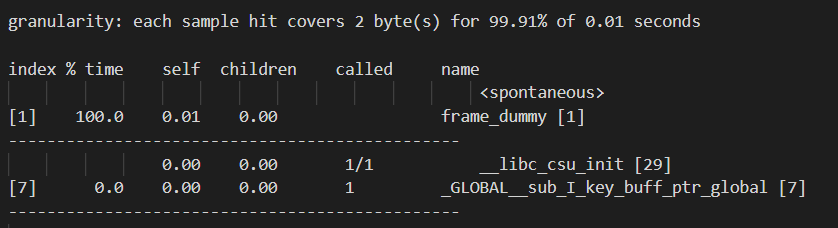 granularity: each sample hit covers 2 byte(s) for 99.91% of 0.01 seconds
index % time self children called name
<spontaneous>
[1] 100.0 0.01 0.00 frame_dummy [1]
-----------------------------------------------
0.00 0.00 1/1 __libc_csu_init [29]
[7] 0.0 0.00 0.00 1 _GLOBAL__sub_I_key_buff_ptr_global [7]
-----------------------------------------------